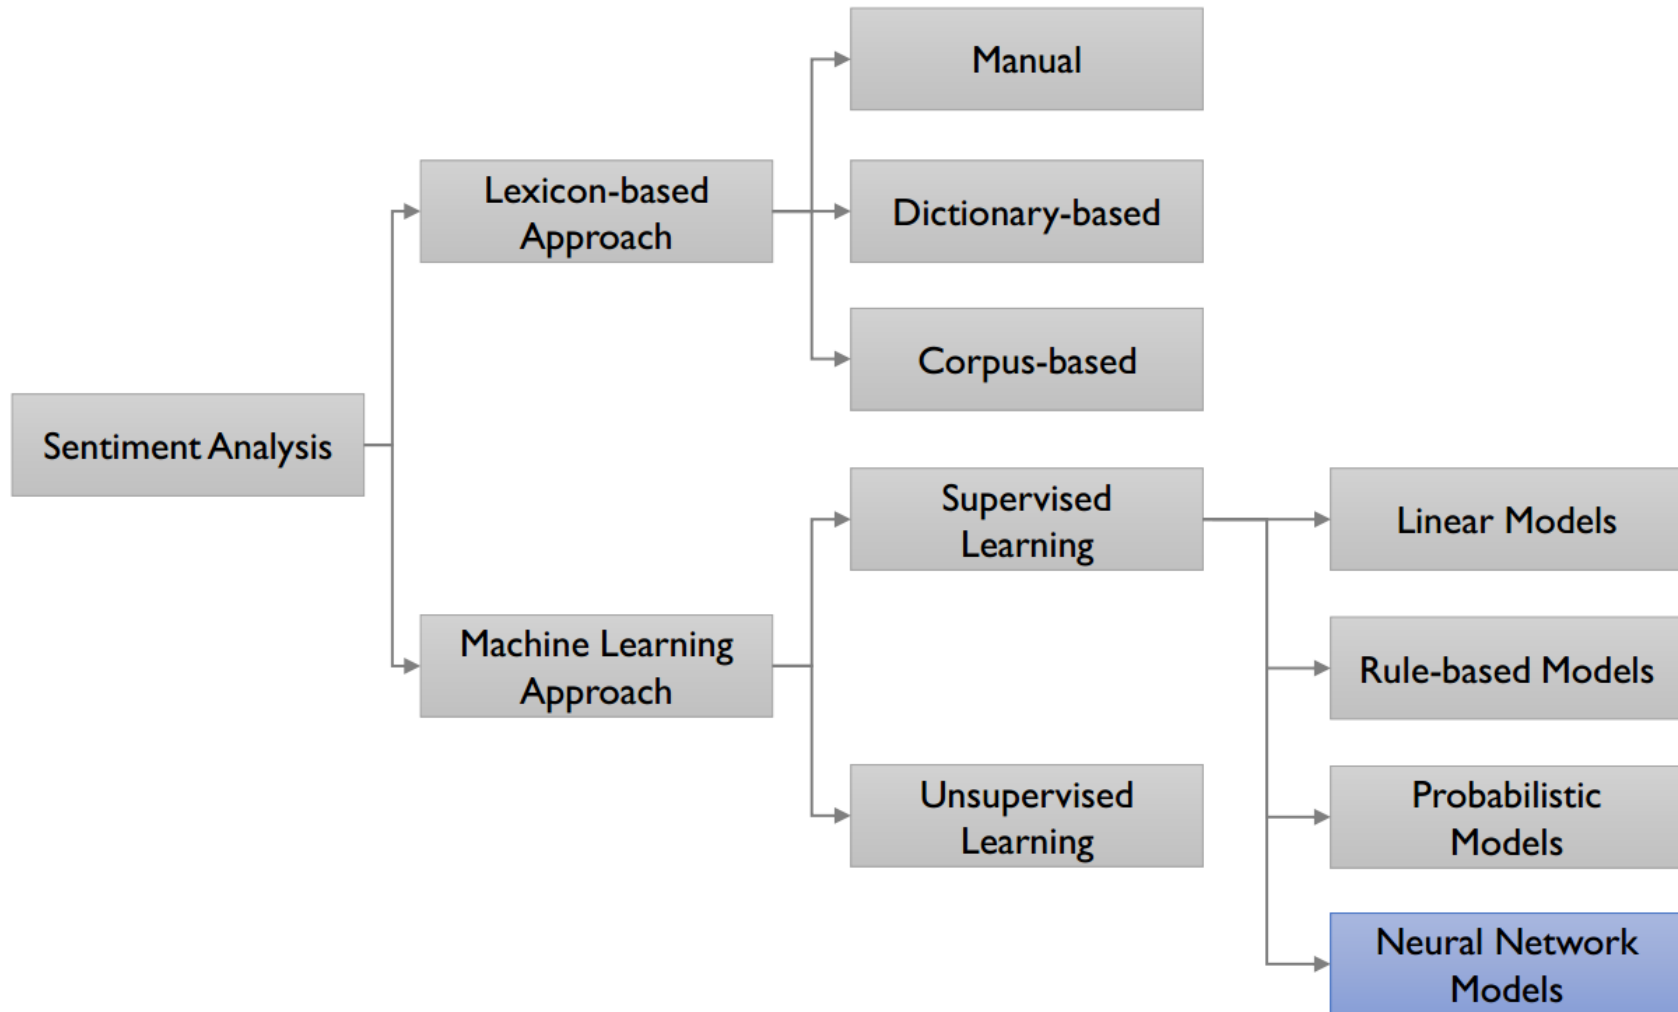 Manual
Lexicon-based
Approach
Dictionary-based
Corpus-based
Sentiment Analysis
Supervised
Learning
Linear Models
Machine Learning
Approach
Rule-based Models
Unsupervised
Learning
Probabilistic
Models
Neural Network
Models